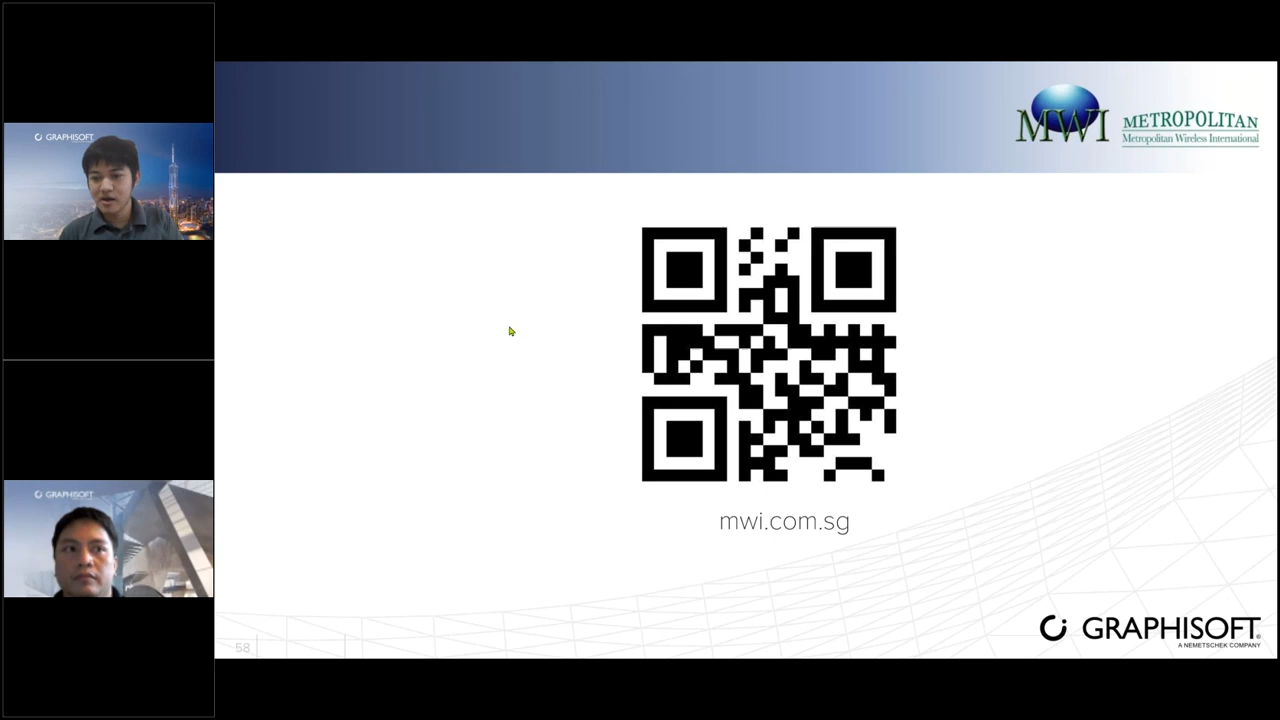 GRAPHISOFT
GRAPHISOFT
MWI
METROPOLITAN
Metropolitan Wireless International
mwi.com.sg
58
GRAPHISOFT
A NEMETSCHEK COMPANY